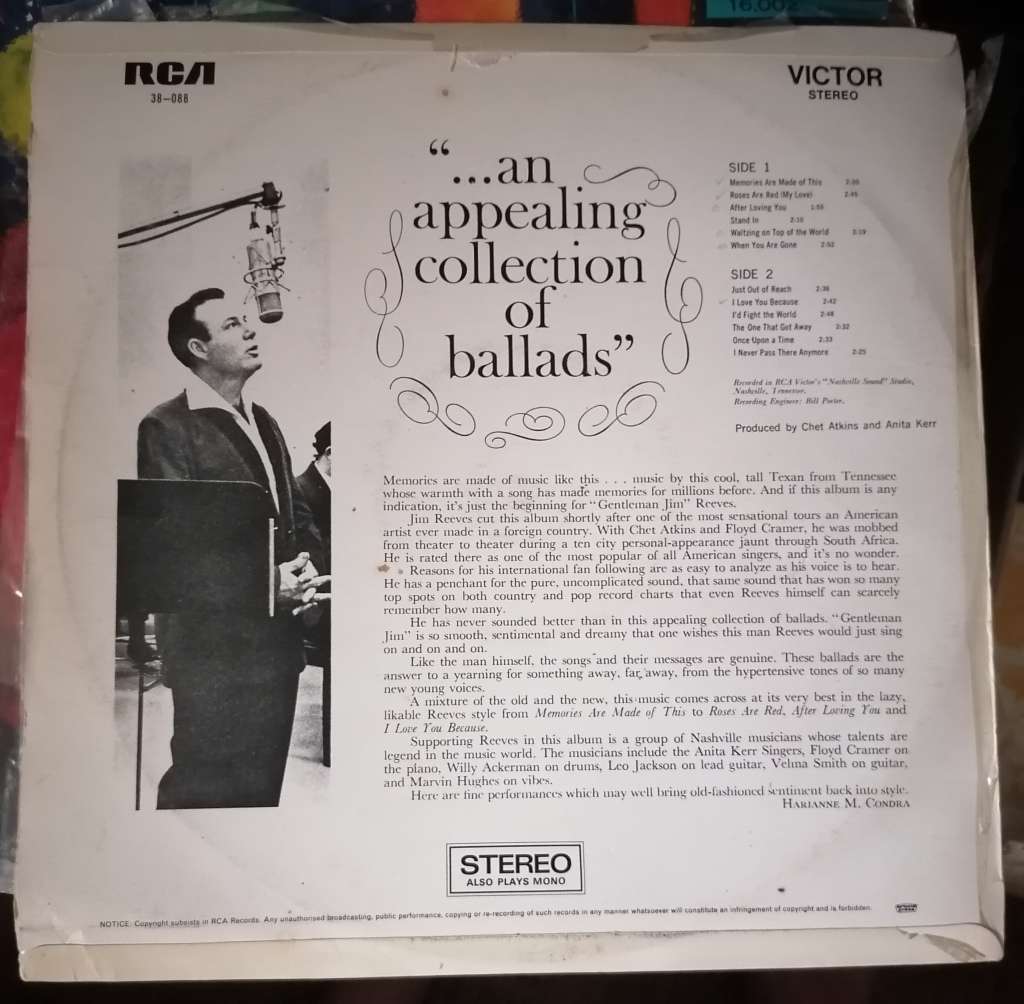 16.002
RCA
38-088
VICTOR
STEREO
"...an
appealing
collection
of
ballads"
SIDE 1
Memories Are Made of This
Roses Are Red (My Love) 2:45
After Loving You
Stand In 2:10
Waltzing on Top of the World
When You Are Gone 2:52
SIDE 2
Just Out of Reach 2:38
I Love You Because 2:42
I'd Fight the World 2:48
The One That Got Away 2:32
Once Upon a Time 2:33
I Never Pass There Anymore 2:25
Recorded in RCA Victor's "Nashville Sound" Studio,
Nashville, Tennessee.
Recording Engineer: Bill Porter.
Produced by Chet Atkins and Anita Kerr
Memories are made of music like this . . . music by this cool, tall Texan from Tennessee
whose warmth with a song has made memories for millions before. And if this album is any
indication, it's just the beginning for "Gentleman Jim" Reeves.
Jim Reeves cut this album shortly after one of the most sensational tours an American
artist ever made in a foreign country. With Chet Atkins and Floyd Cramer, he was mobbed
from theater to theater during a ten city personal-appearance jaunt through South Africa.
He is rated there as one of the most popular of all American singers, and it's no wonder.
Reasons for his international fan following are as easy to analyze as his voice is to hear.
He has a penchant for the pure, uncomplicated sound, that same sound that has won so many
top spots on both country and pop record charts that even Reeves himself can scarcely
remember how many.
He has never sounded better than in this appealing collection of ballads. "Gentleman
Jim" is so smooth, sentimental and dreamy that one wishes this man Reeves would just sing
on and on and on.
Like the man himself, the songs and their messages are genuine. These ballads are the
answer to a yearning for something away, far away, from the hypertensive tones of so many
new young voices.
A mixture of the old and the new, this music comes across at its very best in the lazy,
likable Reeves style from Memories Are Made of This to Roses Are Red, After Loving You and
I Love You Because.
Supporting Reeves in this album is a group of Nashville musicians whose talents are
legend in the music world. The musicians include the Anita Kerr Singers, Floyd Cramer on
the piano, Willy Ackerman on drums, Leo Jackson on lead guitar, Velma Smith on guitar,
and Marvin Hughes on vibes.
Here are fine performances which may well bring old-fashioned sentiment back into style.
HARIANNE M. CONDRA
STEREO
ALSO PLAYS MONO
NOTICE: Copyright subsists in RCA Records. Any unauthorised broadcasting, public performance, copying or re-recording of such records in any manner whatsoever will constitute an infringement of copyright and is forbidden.